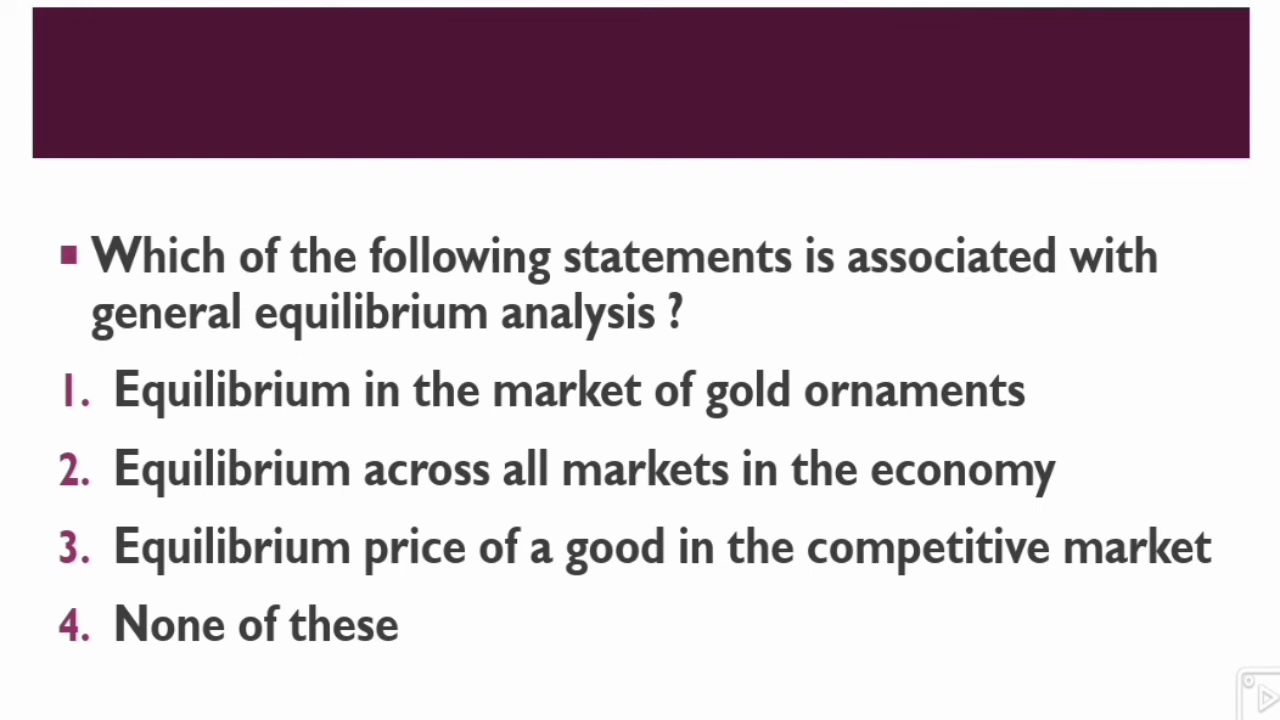 ▪ Which of the following statements is associated with
general equilibrium analysis ?
1. Equilibrium in the market of gold ornaments
2. Equilibrium across all markets in the economy
3. Equilibrium price of a good in the competitive market
4. None of these